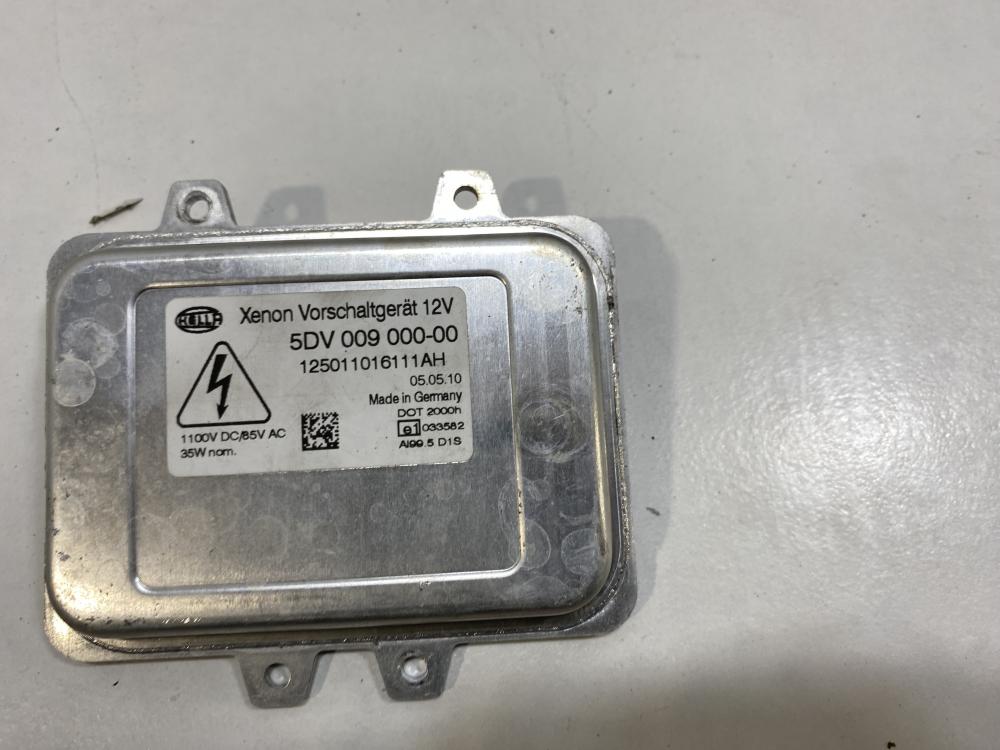 HELLA
Xenon Vorschaltgerät 12V
5DV 009 000-00
125011016111AH
05.05.10
Made in Germany
DOT 2000h
e1 033582
AI99.5 D1S
1100V DC/85V AC
35W nom.